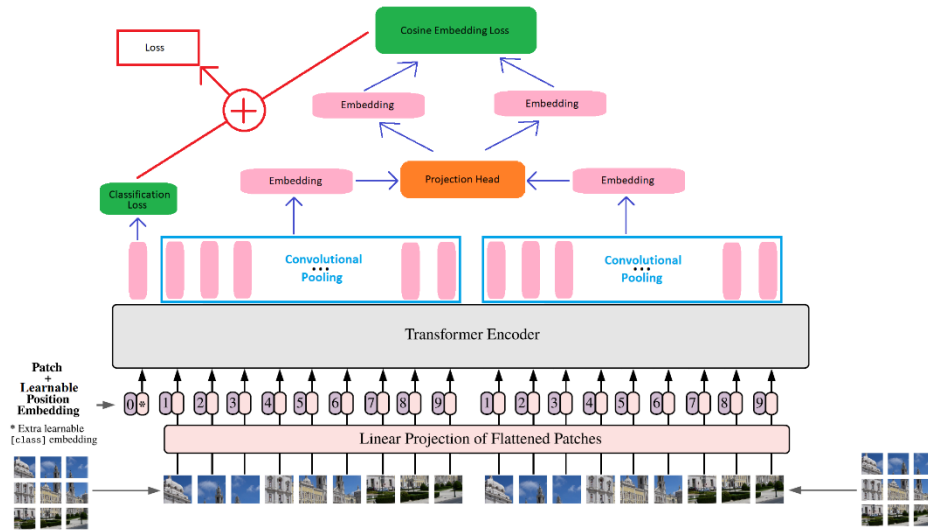 Cosine Embedding Loss
Loss
+
Embedding
Embedding
Classification
Loss
Embedding
Projection Head
Embedding
Convolutional
...
Pooling
Convolutional
...
Pooling
Transformer Encoder
Patch
+
Learnable
Position
Embedding
0 * 1 2 3 4 5 6 7 8 9 1 2 3 4 5 6 7 8 9
* Extra learnable
[class] embedding
Linear Projection of Flattened Patches